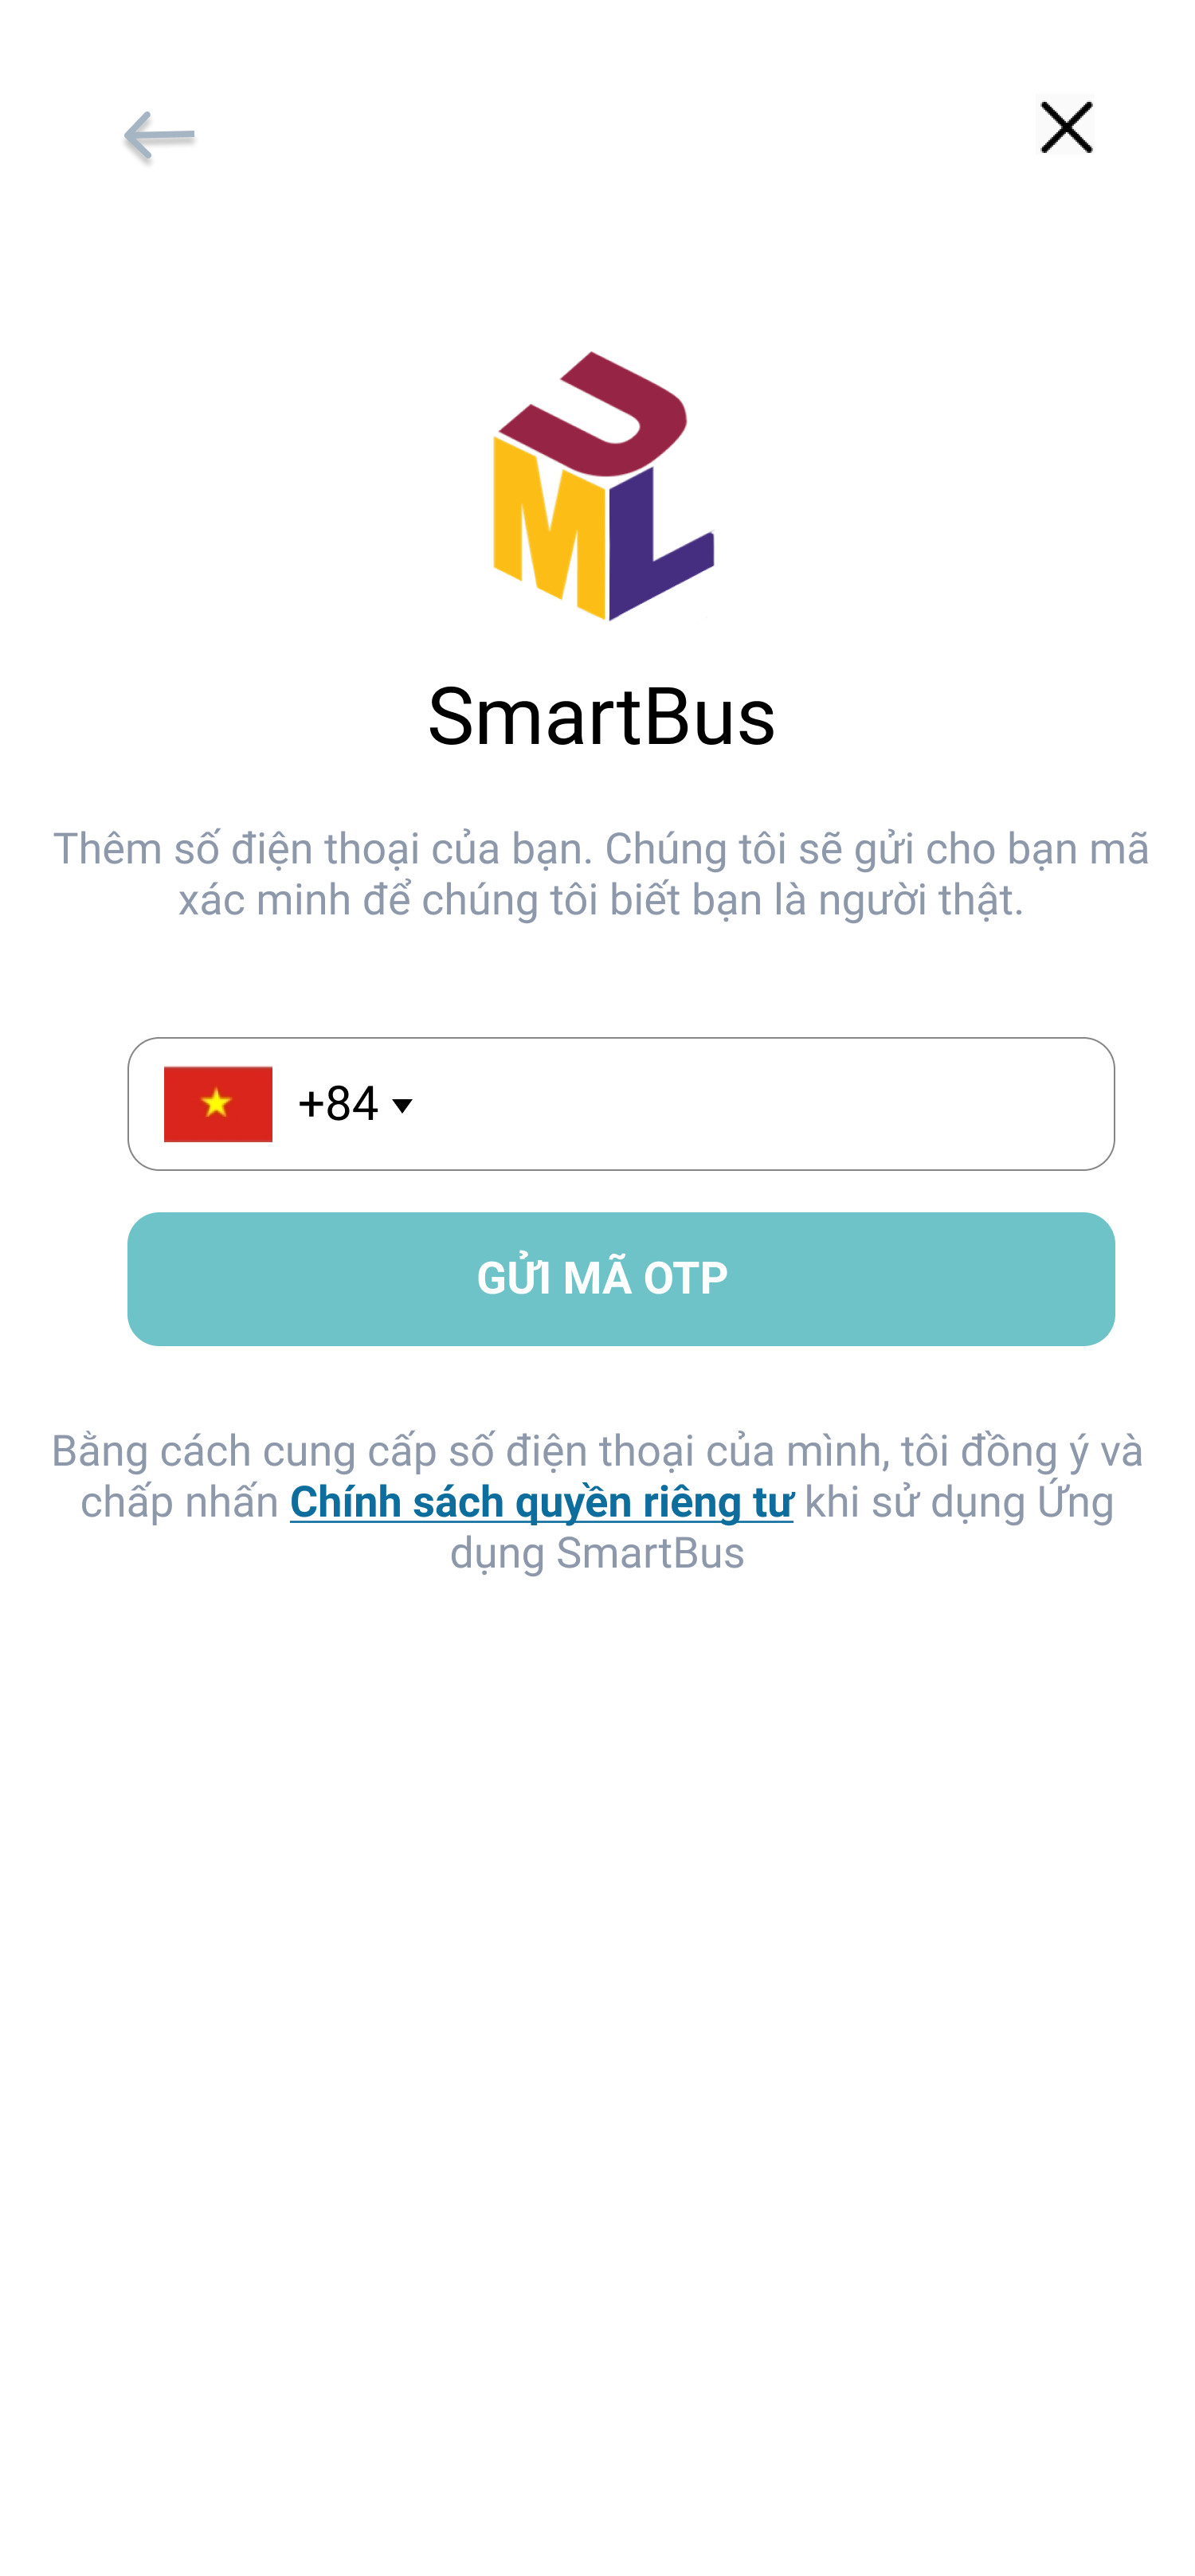 UML
SmartBus
Thêm số điện thoại của bạn. Chúng tôi sẽ gửi cho bạn mã
xác minh để chúng tôi biết bạn là người thật.
+84
GỬI MÃ OTP
Bằng cách cung cấp số điện thoại của mình, tôi đồng ý và
chấp nhấn Chính sách quyền riêng tư khi sử dụng Ứng
dụng SmartBus